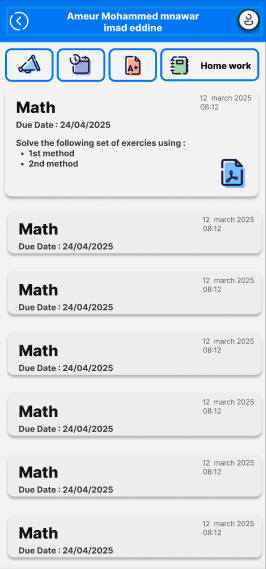 Ameur Mohammed mnawar
imad eddine
A+
Home work
Math
12 march 2025
08:12
Due Date : 24/04/2025
Solve the following set of exercies using :
• 1st method
• 2nd method
Math
12 march 2025
08:12
Due Date : 24/04/2025
Math
12 march 2025
08:12
Due Date : 24/04/2025
Math
12 march 2025
08:12
Due Date : 24/04/2025
Math
12 march 2025
08:12
Due Date : 24/04/2025
Math
12 march 2025
08:12
Due Date : 24/04/2025
Math
12 march 2025
08:12
Due Date : 24/04/2025